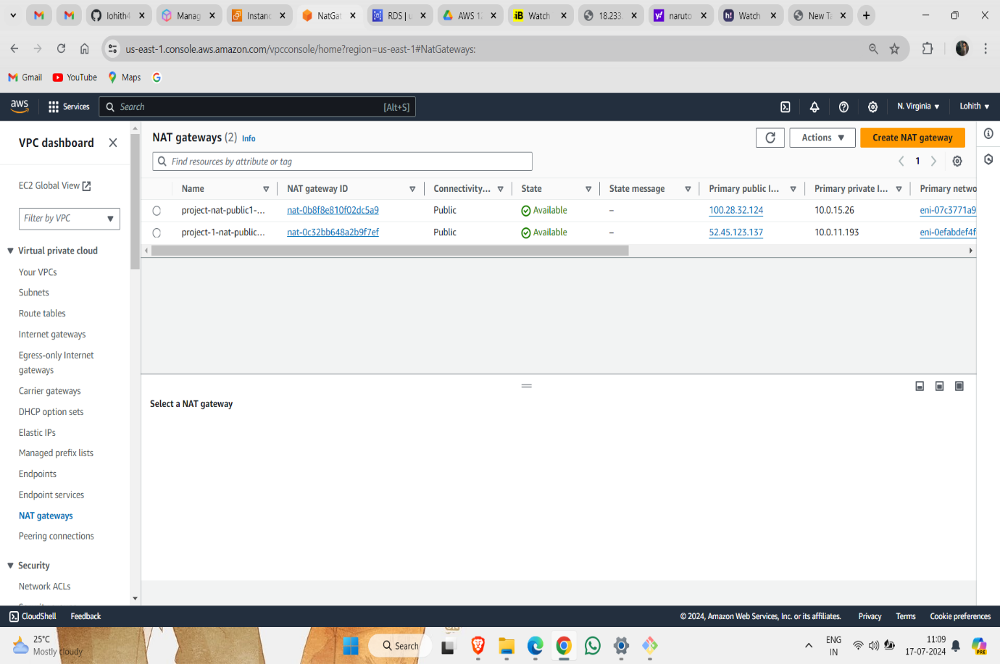 lohith4
Manag
Instanc
NatGat
RDS | u
AWS 12
Watch
18.233.
naruto
Watch
New Ta
us-east-1.console.aws.amazon.com/vpcconsole/home?region=us-east-1#NatGateways:
Gmail
YouTube
Maps
aws
Services
Search
[Alt+S]
N. Virginia
Lohith
VPC dashboard
EC2 Global View
Filter by VPC
Virtual private cloud
Your VPCs
Subnets
Route tables
Internet gateways
Egress-only Internet
gateways
Carrier gateways
DHCP option sets
Elastic IPs
Managed prefix lists
Endpoints
Endpoint services
NAT gateways
Peering connections
Security
Network ACLs
NAT gateways (2) Info
Actions
Create NAT gateway
Find resources by attribute or tag
1
Name
NAT gateway ID
Connectivity...
State
State message
Primary public I...
Primary private I...
Primary netwo
project-nat-public1-...
nat-0b8f8e810f02dc5a9
Public
Available
–
100.28.32.124
10.0.15.26
eni-07c3771a9
project-1-nat-public...
nat-0c32bb648a2b9f7ef
Public
Available
–
52.45.123.137
10.0.11.193
eni-0efabdef4f
Select a NAT gateway
CloudShell
Feedback
© 2024, Amazon Web Services, Inc. or its affiliates.
Privacy
Terms
Cookie preferences
25°C
Mostly cloudy
Search
ENG
IN
11:09
17-07-2024
PRE